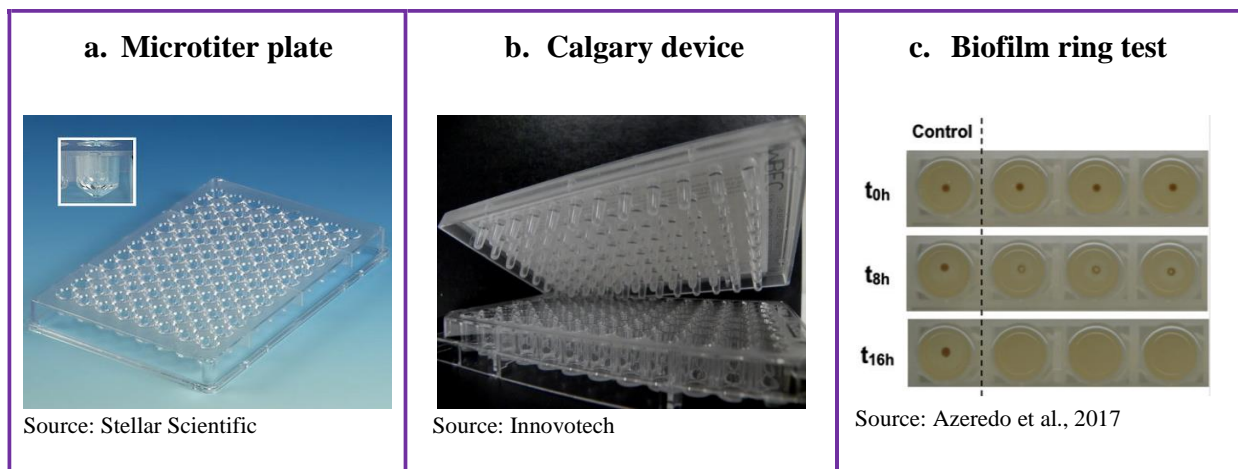 a. Microtiter plate
Source: Stellar Scientific
b. Calgary device
Source: Innovotech
c. Biofilm ring test
Control
t0h
t8h
t16h
Source: Azeredo et al., 2017